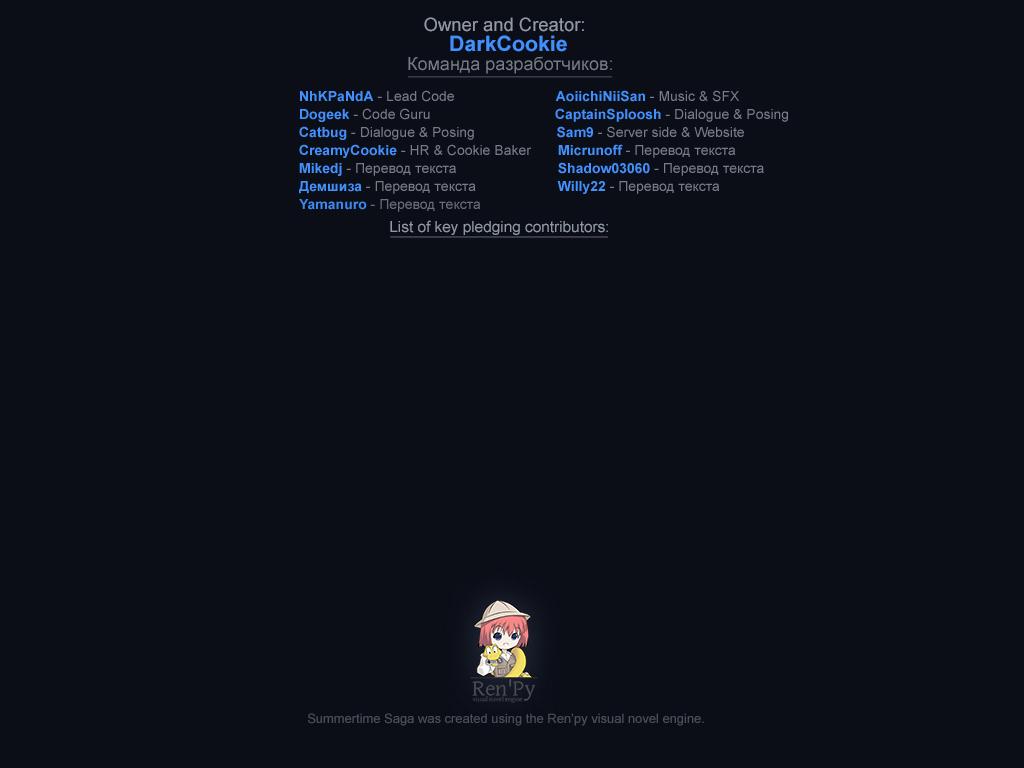 Owner and Creator:
DarkCookie
Команда разработчиков:
NhKPaNdA - Lead Code
Dogeek - Code Guru
Catbug - Dialogue & Posing
CreamyCookie - HR & Cookie Baker
Mikedj - Перевод текста
Демшиза - Перевод текста
Yamanuro - Перевод текста
AoiichiNiiSan - Music & SFX
CaptainSploosh - Dialogue & Posing
Sam9 - Server side & Website
Micrunoff - Перевод текста
Shadow03060 - Перевод текста
Willy22 - Перевод текста
List of key pledging contributors:
Ren'Py
visual novel engine
Summertime Saga was created using the Ren'py visual novel engine.